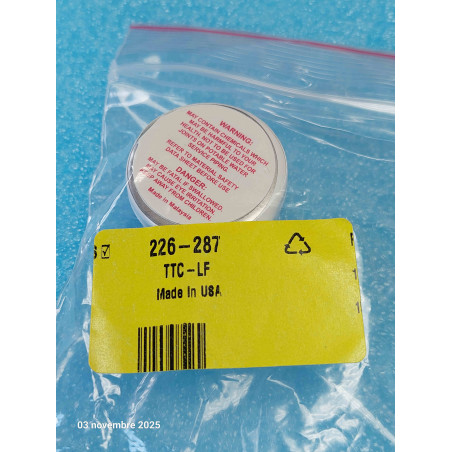 WARNING:
MAY CONTAIN CHEMICALS WHICH
MAY BE HARMFUL TO YOUR
HEALTH. NOT TO BE USED FOR
JOINTS ON POTABLE WATER
SERVICE PIPING.
REFER TO MATERIAL SAFETY
DATA SHEET BEFORE USE.
DANGER:
MAY BE FATAL IF SWALLOWED.
MAY CAUSE EYE IRRITATION.
AWAY FROM CHILDREN.
Made in Malaysia
S ☑ 226-287
TTC-LF
Made In USA
03 novembre 2025